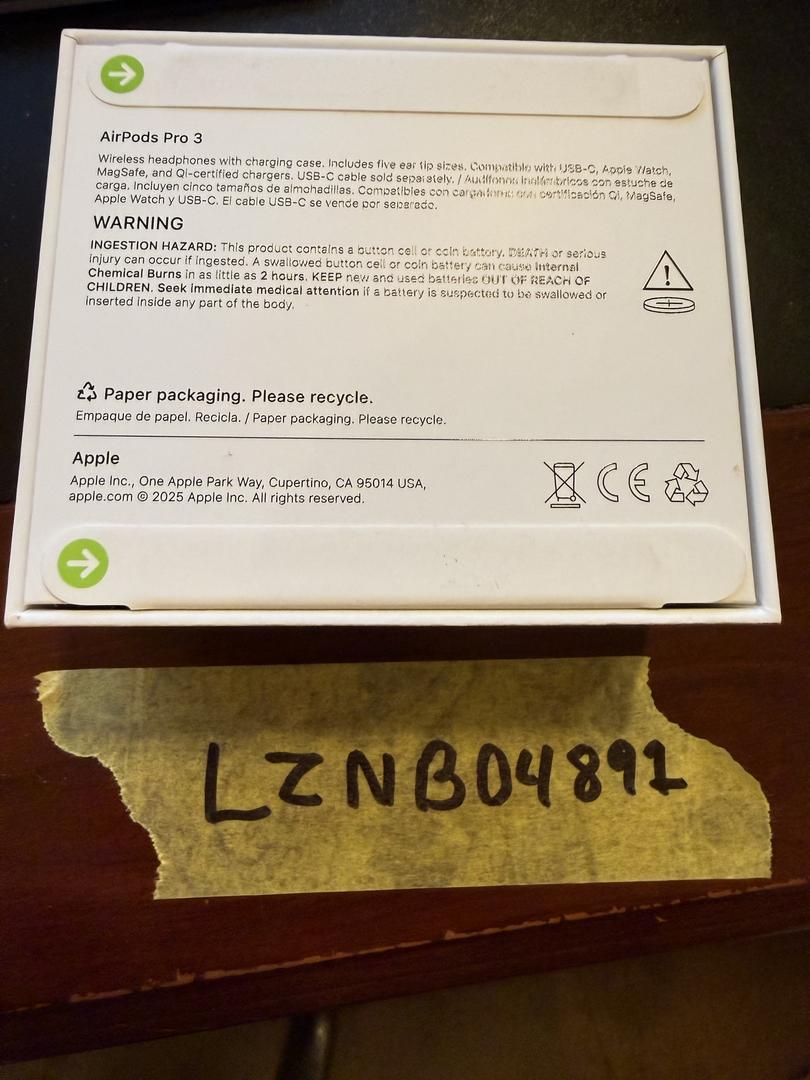 AirPods Pro 3
Wireless headphones with charging case. Includes five ear tip sizes. Compatible with USB-C, Apple Watch,
MagSafe, and Qi-certified chargers. USB-C cable sold separately. / Audífonos inalámbricos con estuche de
carga. Incluyen cinco tamaños de almohadillas. Compatibles con cargadores con certificación Qi, MagSafe,
Apple Watch y USB-C. El cable USB-C se vende por separado.
WARNING
INGESTION HAZARD: This product contains a button cell or coin battery. DEATH or serious
injury can occur if ingested. A swallowed button cell or coin battery can cause Internal
Chemical Burns in as little as 2 hours. KEEP new and used batteries OUT OF REACH OF
CHILDREN. Seek immediate medical attention if a battery is suspected to be swallowed or
inserted inside any part of the body.
Paper packaging. Please recycle.
Empaque de papel. Recicla. / Paper packaging. Please recycle.
Apple
Apple Inc., One Apple Park Way, Cupertino, CA 95014 USA,
apple.com © 2025 Apple Inc. All rights reserved.
CE
LZNB04891